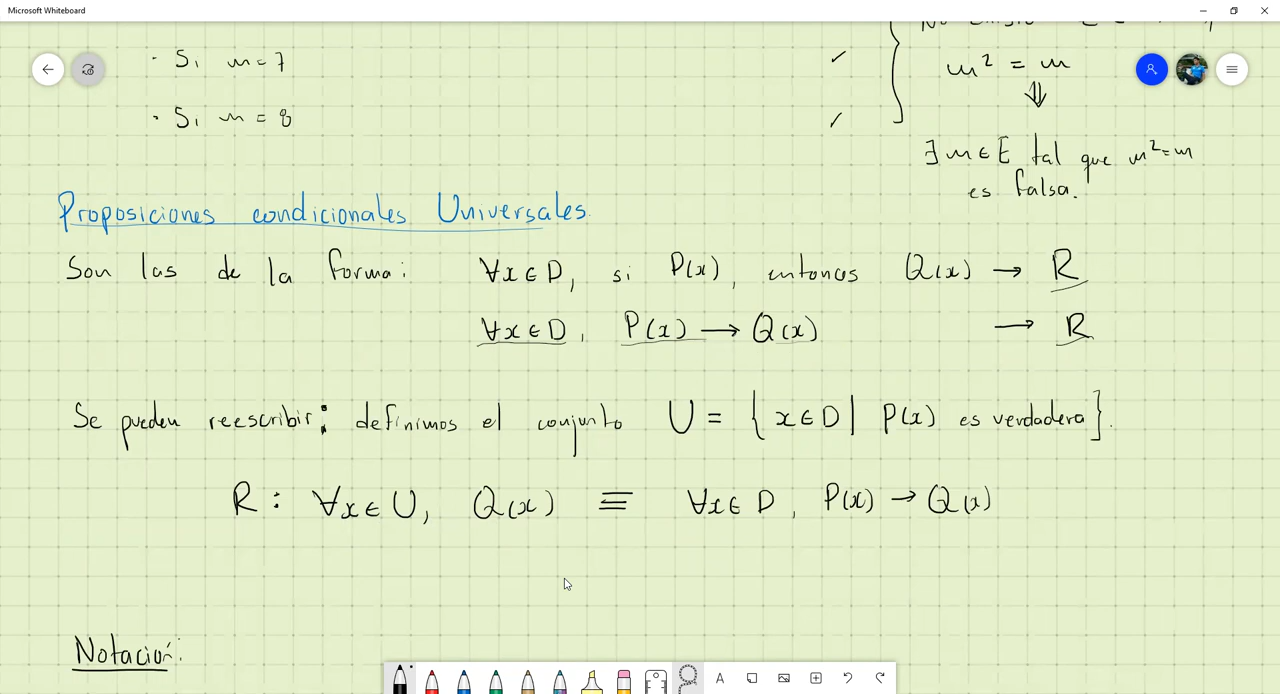 Microsoft Whiteboard
· Si m = 7 ✓
m² = m
⇓
· Si m = 8 ✓
∃ m ∈ E tal que m² = m
es falsa.
Proposiciones condicionales Universales.
Son las de la forma: ∀x ∈ D, si P(x), entonces Q(x) → R
∀x ∈ D, P(x) → Q(x) → R
Se pueden reescribir: definimos el conjunto U = { x ∈ D | P(x) es verdadera }.
R : ∀x ∈ U, Q(x) ≡ ∀x ∈ D, P(x) → Q(x)
Notación: